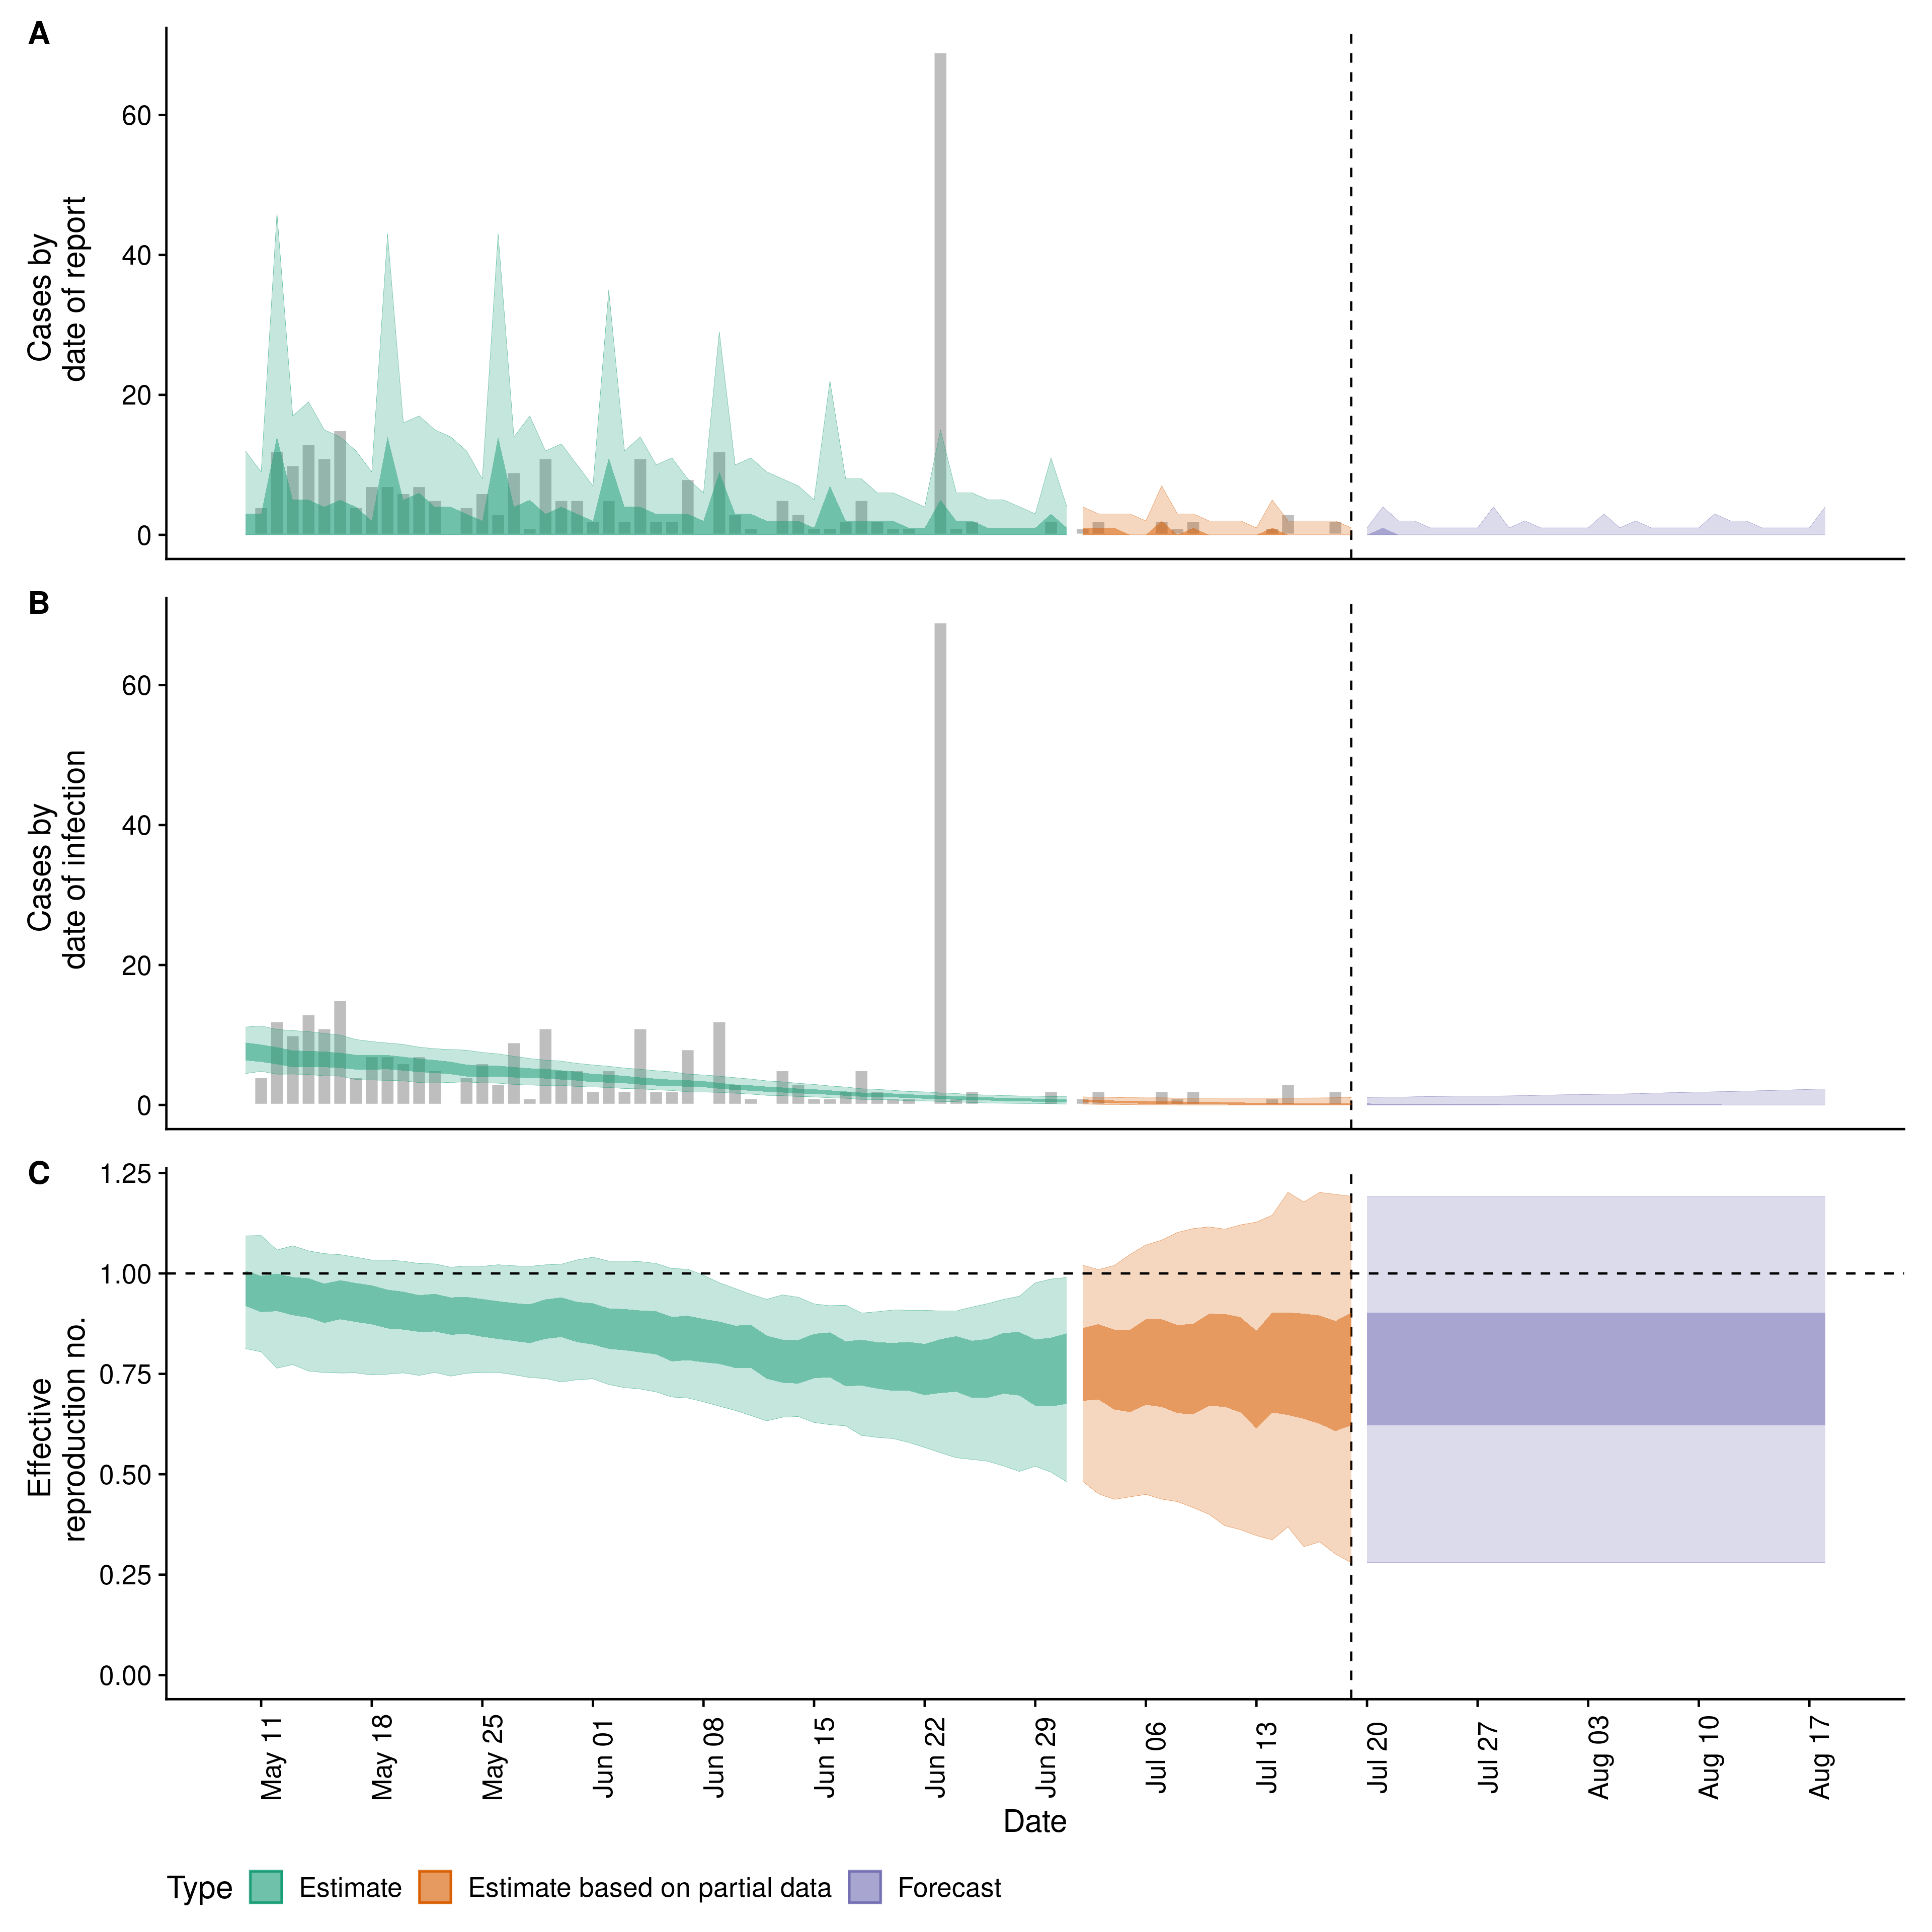 A
Cases by
date of report
60
40
20
0
B
Cases by
date of infection
60
40
20
0
C
Effective
reproduction no.
1.25
1.00
0.75
0.50
0.25
0.00
May 11
May 18
May 25
Jun 01
Jun 08
Jun 15
Jun 22
Jun 29
Jul 06
Jul 13
Jul 20
Jul 27
Aug 03
Aug 10
Aug 17
Date
Type Estimate Estimate based on partial data Forecast